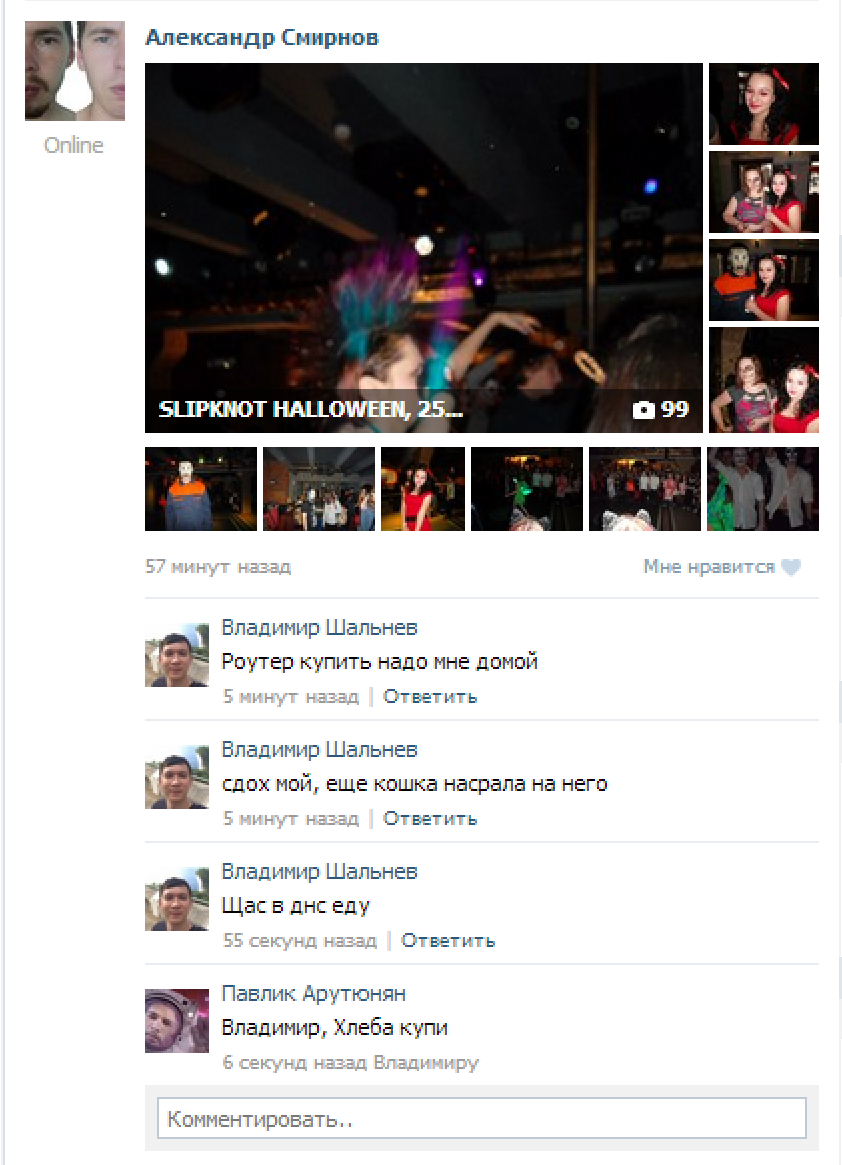 Александр Смирнов
Online
SLIPKNOT HALLOWEEN, 25... 99
57 минут назад Мне нравится
Владимир Шальнев
Роутер купить надо мне домой
5 минут назад | Ответить
Владимир Шальнев
сдох мой, еще кошка насрала на него
5 минут назад | Ответить
Владимир Шальнев
Щас в днс еду
55 секунд назад | Ответить
Павлик Арутюнян
Владимир, Хлеба купи
6 секунд назад Владимиру
Комментировать..